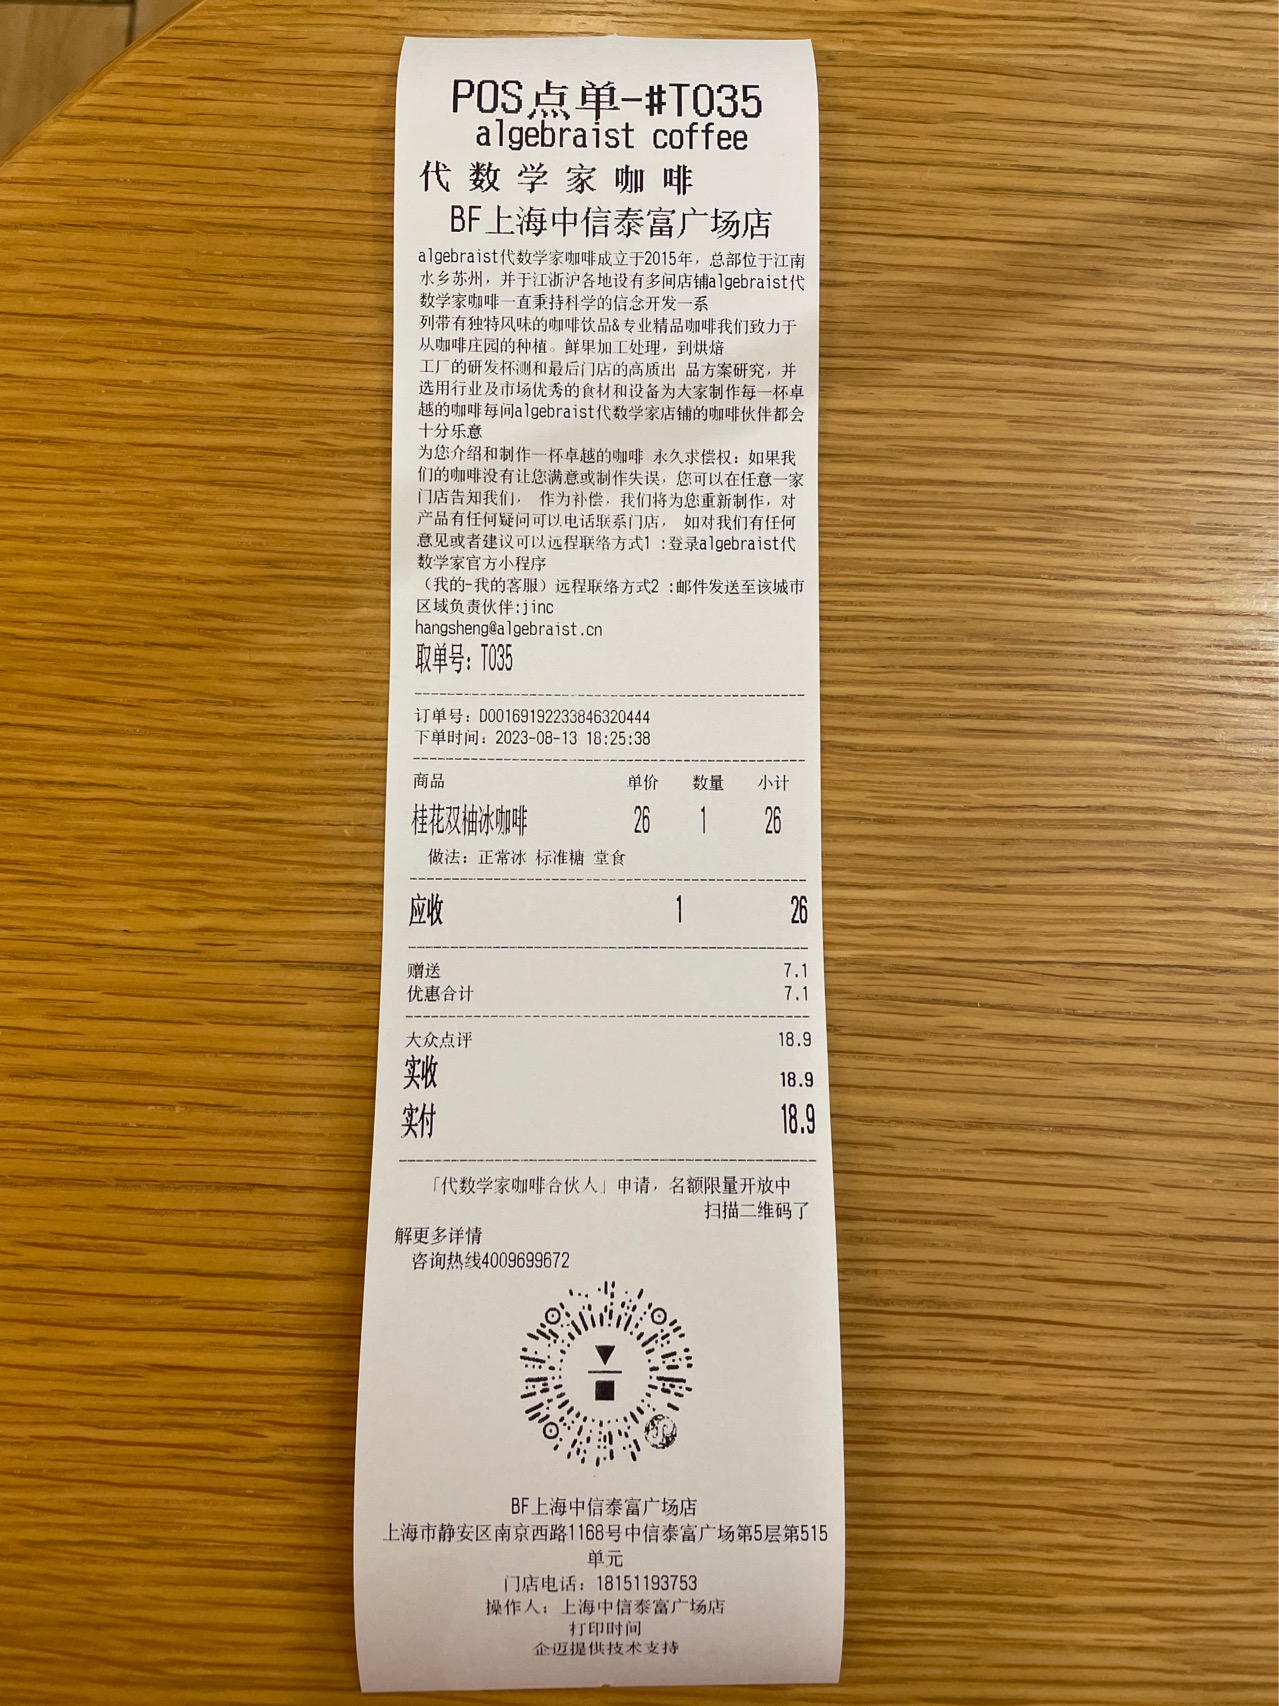 POS点单-#T035
algebraist coffee
代数学家咖啡
BF上海中信泰富广场店
algebraist代数学家咖啡成立于2015年，总部位于江南
水乡苏州，并于江浙沪各地设有多间店铺algebraist代
数学家咖啡一直秉持科学的信念开发一系
列带有独特风味的咖啡饮品&专业精品咖啡我们致力于
从咖啡庄园的种植。鲜果加工处理，到烘焙
工厂的研发杯测和最后门店的高质出 品方案研究，并
选用行业及市场优秀的食材和设备为大家制作每一杯卓
越的咖啡每间algebraist代数学家店铺的咖啡伙伴都会
十分乐意
为您介绍和制作一杯卓越的咖啡 永久求偿权：如果我
们的咖啡没有让您满意或制作失误，您可以在任意一家
门店告知我们， 作为补偿，我们将为您重新制作，对
产品有任何疑问可以电话联系门店， 如对我们有任何
意见或者建议可以远程联络方式1 :登录algebraist代
数学家官方小程序
（我的-我的客服）远程联络方式2 :邮件发送至该城市
区域负责伙伴:jinc
hangsheng@algebraist.cn
取单号：T035
订单号：D00169192233846320444
下单时间：2023-08-13 18:25:38
商品 单价 数量 小计
桂花双柚冰咖啡 26 1 26
做法：正常冰 标准糖 堂食
应收 1 26
赠送 7.1
优惠合计 7.1
大众点评 18.9
实收 18.9
实付 18.9
「代数学家咖啡合伙人」申请，名额限量开放中
扫描二维码了
解更多详情
咨询热线4009699672
BF上海中信泰富广场店
上海市静安区南京西路1168号中信泰富广场第5层第515
单元
门店电话：18151193753
操作人：上海中信泰富广场店
打印时间
企迈提供技术支持